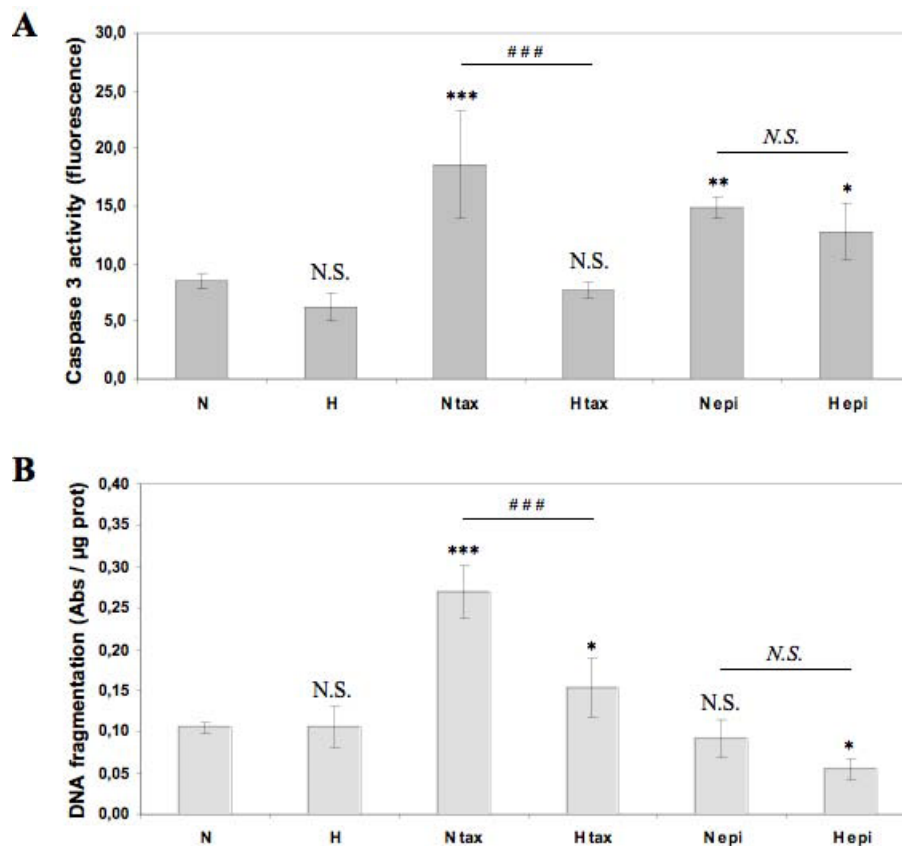 A
Caspase 3 activity (fluorescence)
30,0
25,0
20,0
15,0
10,0
5,0
0,0
###
***
N.S.
**
*
N.S.
N.S.
N H N tax H tax N epi H epi
B
DNA fragmentation (Abs / µg prot)
0,40
0,35
0,30
0,25
0,20
0,15
0,10
0,05
0,00
###
***
*
N.S.
N.S.
N.S.
*
N H N tax H tax N epi H epi